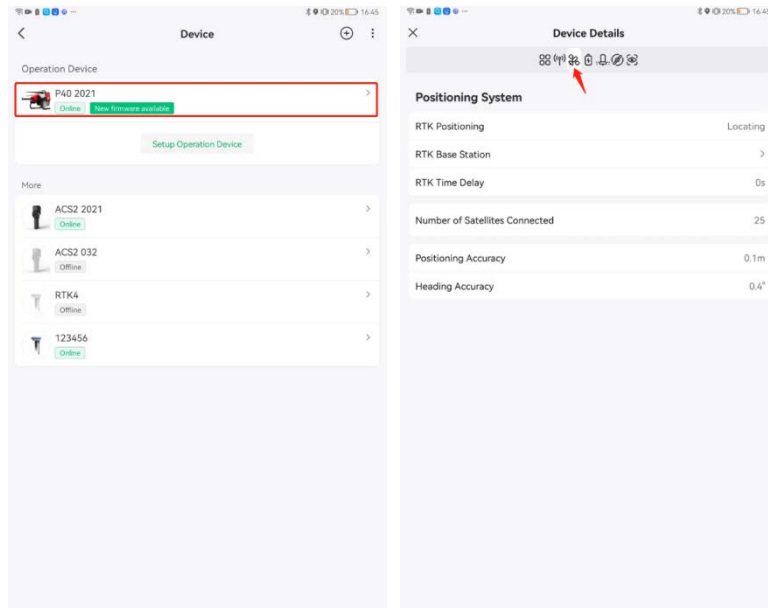 20% 16:45
Device
Operation Device
P40 2021
Online New firmware available
Setup Operation Device
More
ACS2 2021
Online
ACS2 032
Offline
RTK4
Offline
123456
Online
20% 16:45
Device Details
Positioning System
RTK Positioning Locating
RTK Base Station
RTK Time Delay 0s
Number of Satellites Connected 25
Positioning Accuracy 0.1m
Heading Accuracy 0.4°